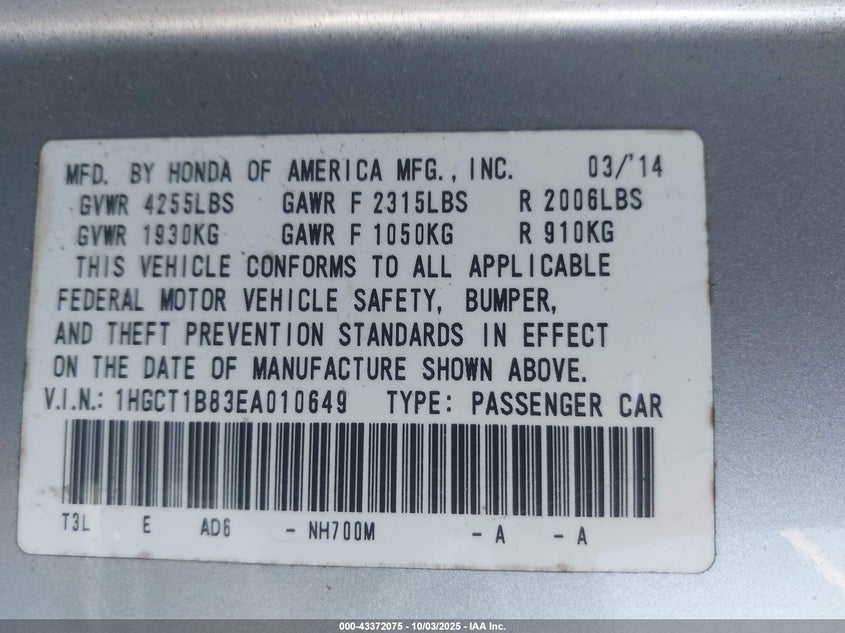 MFD. BY HONDA OF AMERICA MFG., INC. 03/'14
GVWR 4255LBS GAWR F 2315LBS R 2006LBS
GVWR 1930KG GAWR F 1050KG R 910KG
THIS VEHICLE CONFORMS TO ALL APPLICABLE
FEDERAL MOTOR VEHICLE SAFETY, BUMPER,
AND THEFT PREVENTION STANDARDS IN EFFECT
ON THE DATE OF MANUFACTURE SHOWN ABOVE.
V.I.N.: 1HGCT1B83EA010649 TYPE: PASSENGER CAR
T3L E AD6 - NH700M - A - A
000-43372075 - 10/03/2025 - IAA Inc.